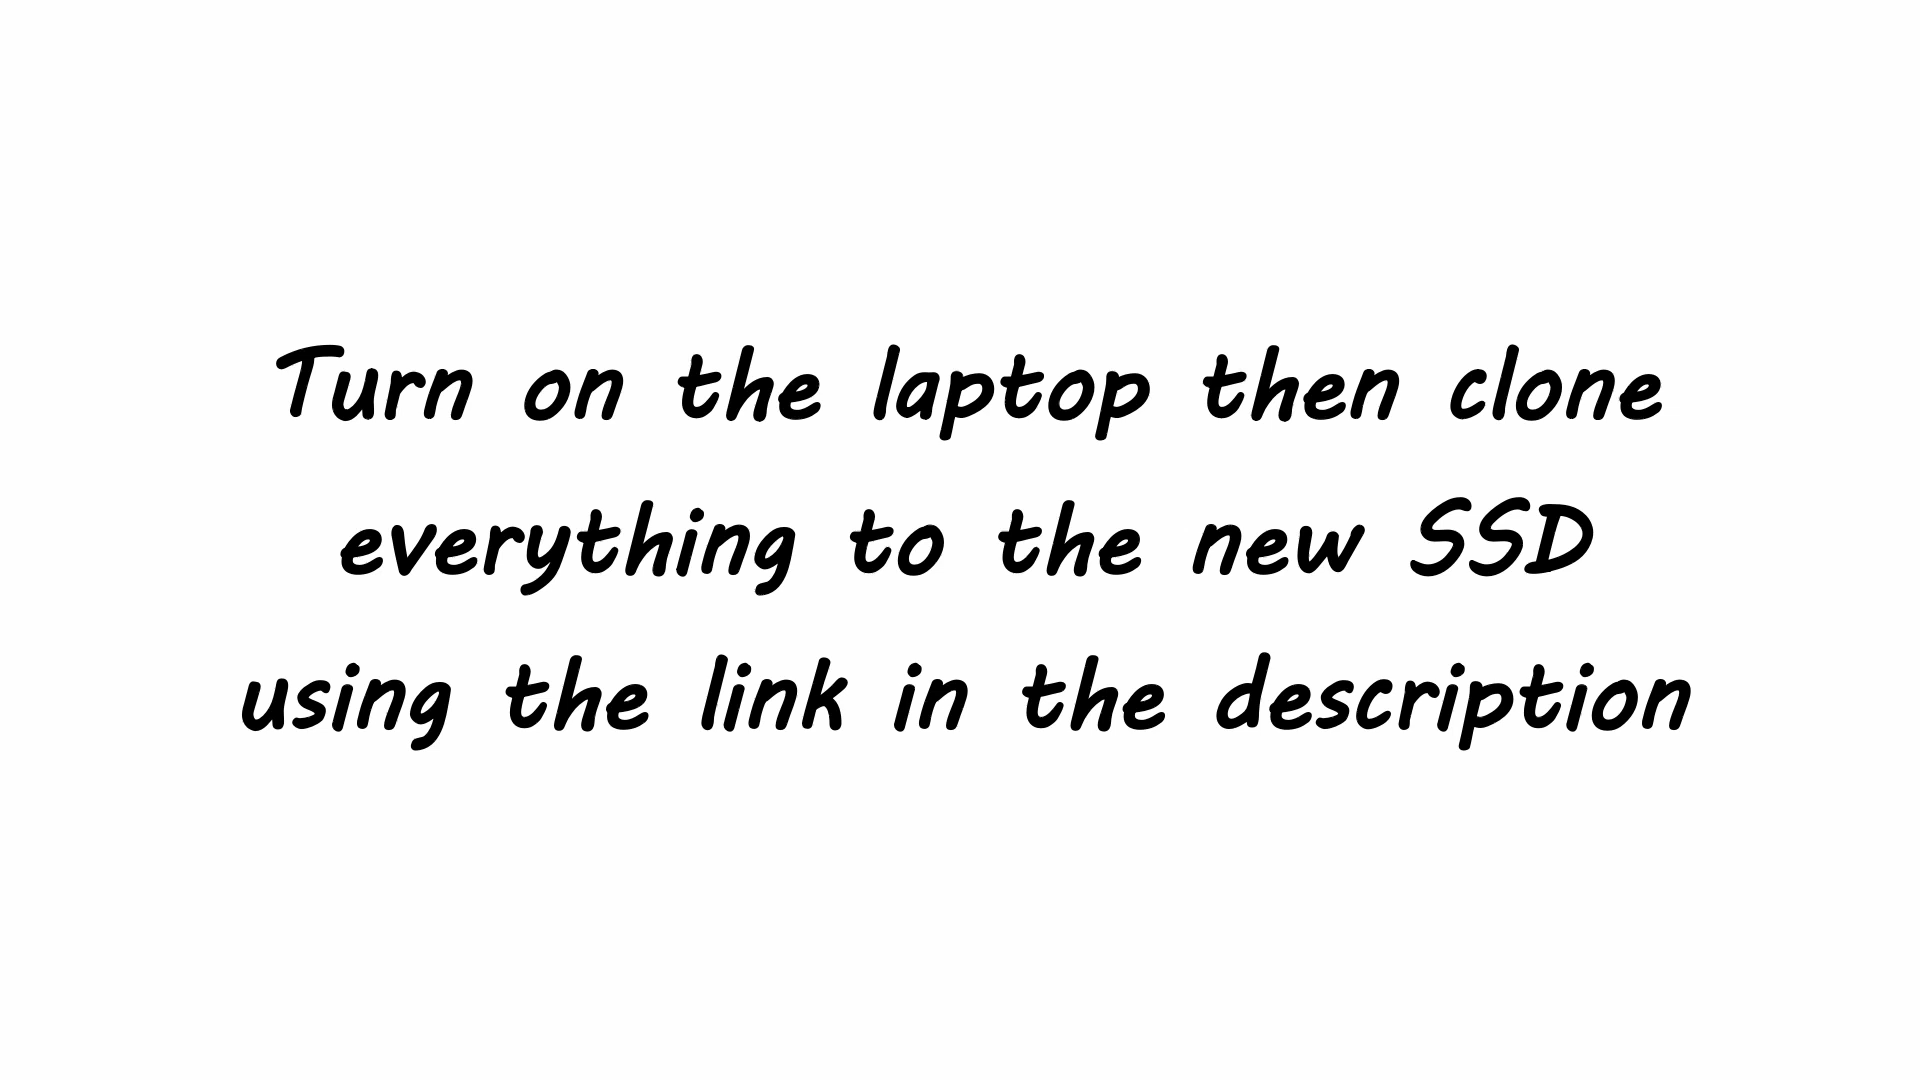 Turn on the laptop then clone
everything to the new SSD
using the link in the description